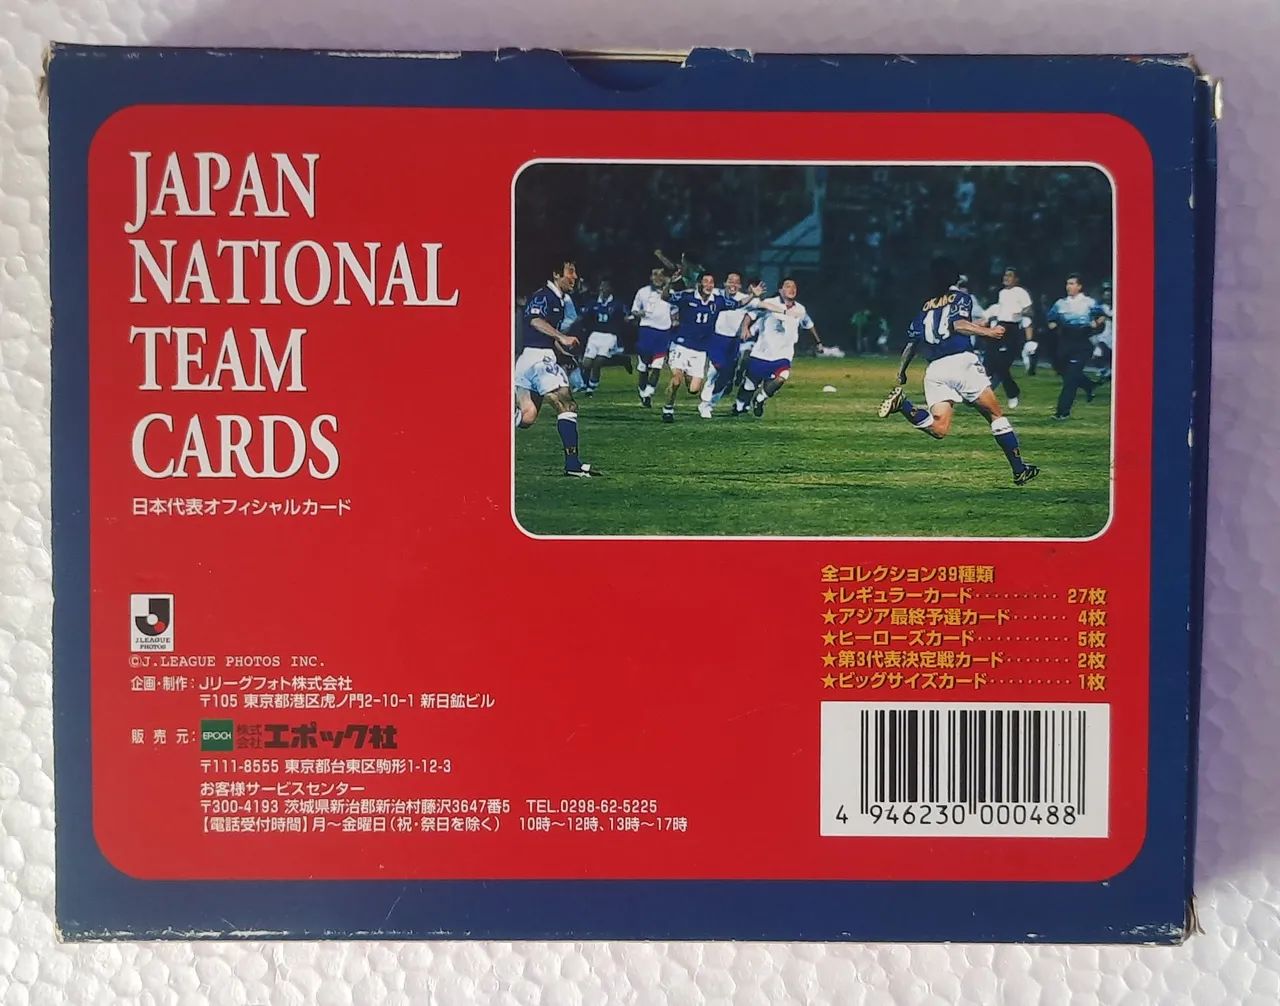 JAPAN
NATIONAL
TEAM
CARDS
日本代表オフィシャルカード
OKANO
14
11
全コレクション39種類
★レギュラーカード‥‥‥‥‥ 27枚
★アジア最終予選カード‥‥‥ 4枚
★ヒーローズカード‥‥‥‥‥ 5枚
★第3代表決定戦カード‥‥‥ 2枚
★ビッグサイズカード‥‥‥‥ 1枚
J.LEAGUE
PHOTOS
©J.LEAGUE PHOTOS INC.
企画・制作：Jリーグフォト株式会社
〒105 東京都港区虎ノ門2-10-1 新日鉱ビル
販売元：EPOCH 株式会社エポック社
〒111-8555 東京都台東区駒形1-12-3
お客様サービスセンター
〒300-4193 茨城県新治郡新治村藤沢3647番5 TEL.0298-62-5225
【電話受付時間】月～金曜日（祝・祭日を除く） 10時～12時、13時～17時
4 946230 000488